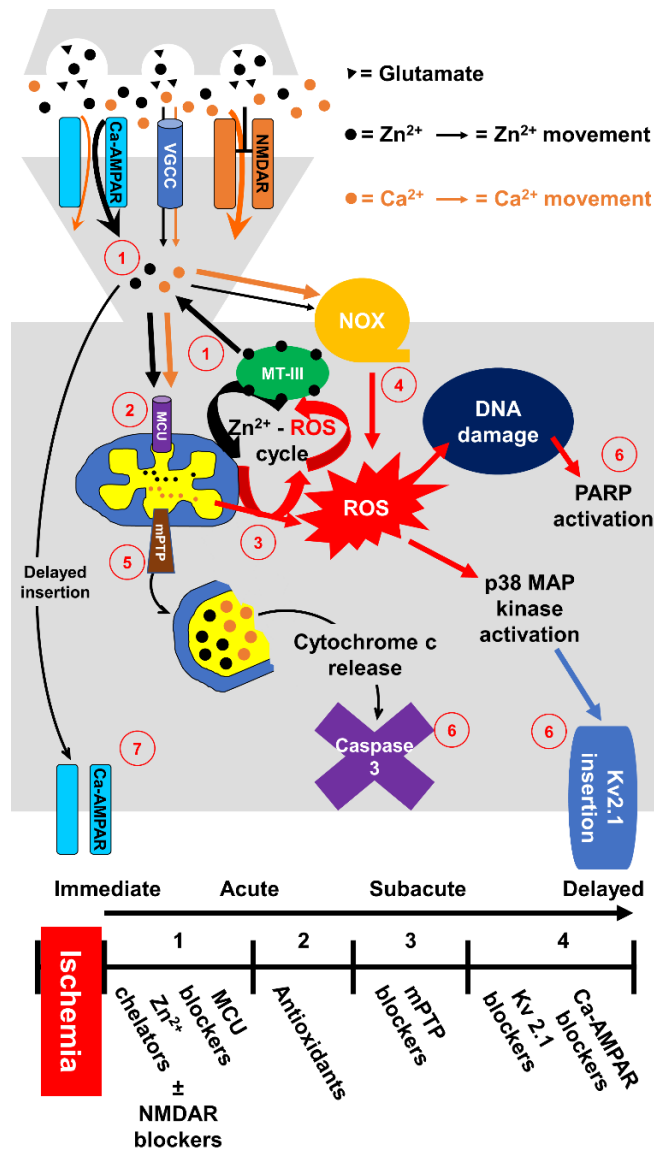 = Glutamate
= Zn²⁺ = Zn²⁺ movement
= Ca²⁺ = Ca²⁺ movement
Ca-AMPAR
VGCC
NMDAR
1
NOX
1
MT-III
4
2
MCU
Zn²⁺ - ROS
cycle
DNA
damage
6
PARP
activation
ROS
3
5
mPTP
Delayed
insertion
p38 MAP
kinase
activation
Cytochrome c
release
7
Caspase
3
6
6
Kv2.1
insertion
Ca-AMPAR
Immediate Acute Subacute Delayed
Ischemia
1 2 3 4
Zn²⁺
chelators
MCU
blockers
±
NMDAR
blockers
Antioxidants
mPTP
blockers
Kv 2.1
blockers
Ca-AMPAR
blockers